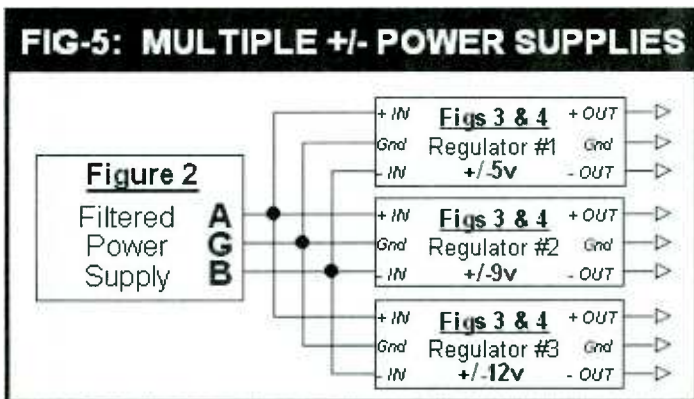 FIG-5: MULTIPLE +/- POWER SUPPLIES
Figure 2
Filtered A
Power G
Supply B
+ IN Figs 3 & 4 + OUT
Gnd Regulator #1 Gnd
- IN +/-5v - OUT
+ IN Figs 3 & 4 + OUT
Gnd Regulator #2 Gnd
- IN +/-9v - OUT
+ IN Figs 3 & 4 + OUT
Gnd Regulator #3 Gnd
- IN +/-12v - OUT